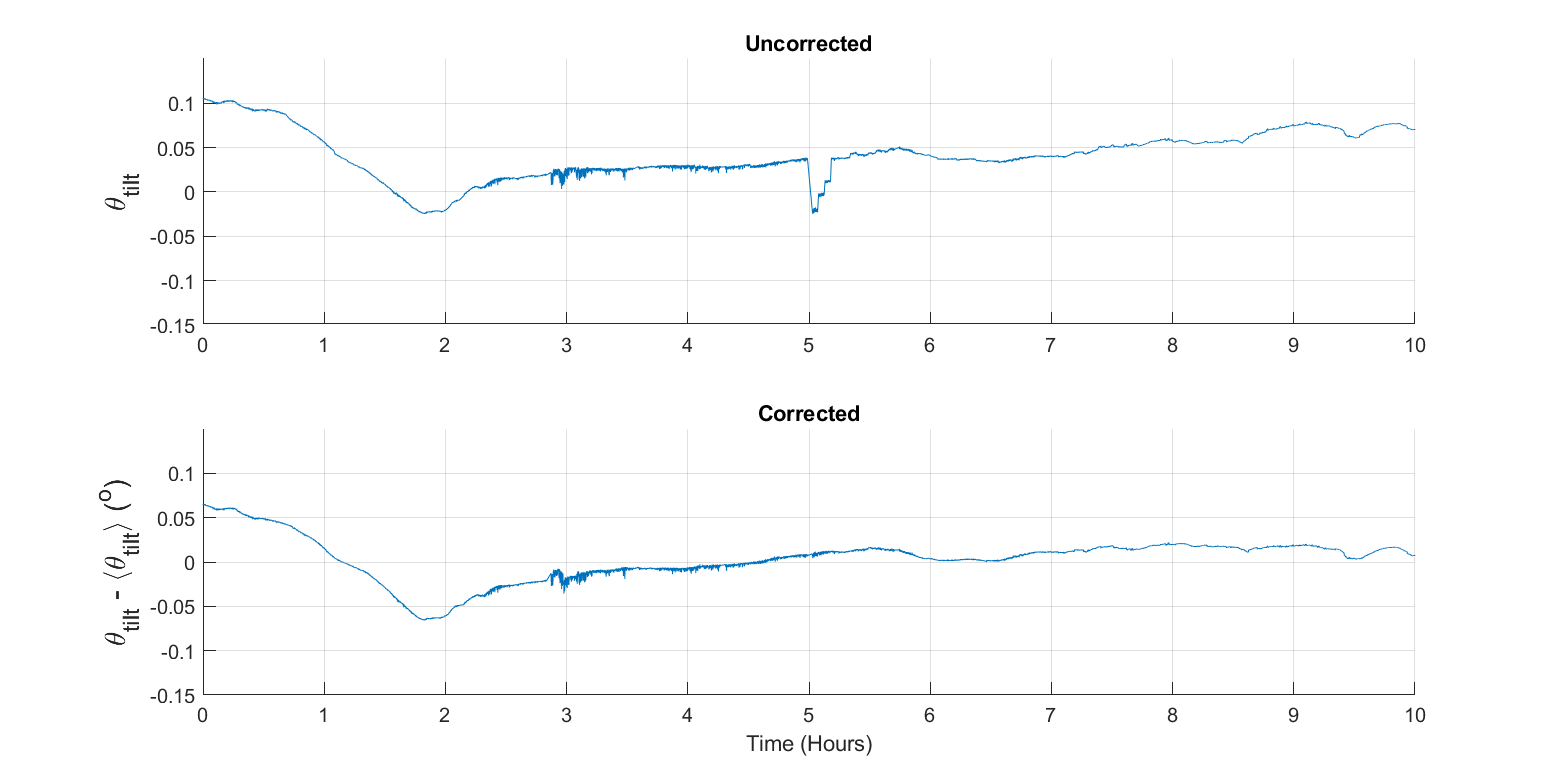 Uncorrected
θtilt
0.1
0.05
0
-0.05
-0.1
-0.15
0 1 2 3 4 5 6 7 8 9 10
Corrected
θtilt - ⟨θtilt⟩ (o)
0.1
0.05
0
-0.05
-0.1
-0.15
0 1 2 3 4 5 6 7 8 9 10
Time (Hours)